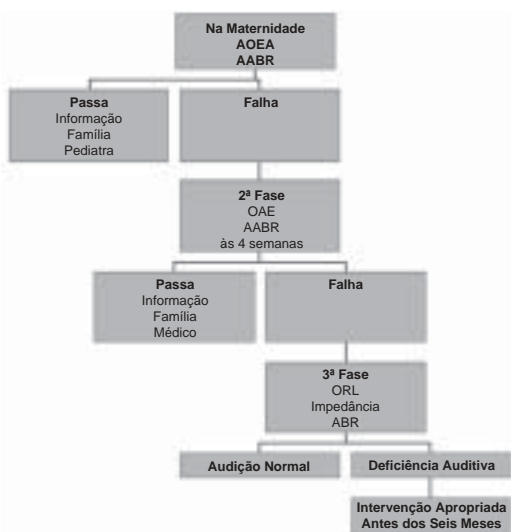 Na Maternidade
AOEA
AABR
Passa
Informação
Família
Pediatra
Falha
2ª Fase
OAE
AABR
às 4 semanas
Passa
Informação
Família
Médico
Falha
3ª Fase
ORL
Impedância
ABR
Audição Normal
Deficiência Auditiva
Intervenção Apropriada
Antes dos Seis Meses